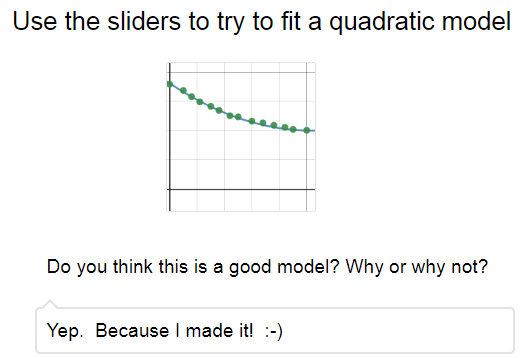 Use the sliders to try to fit a quadratic model
Do you think this is a good model? Why or why not?
Yep.  Because I made it!  :-)